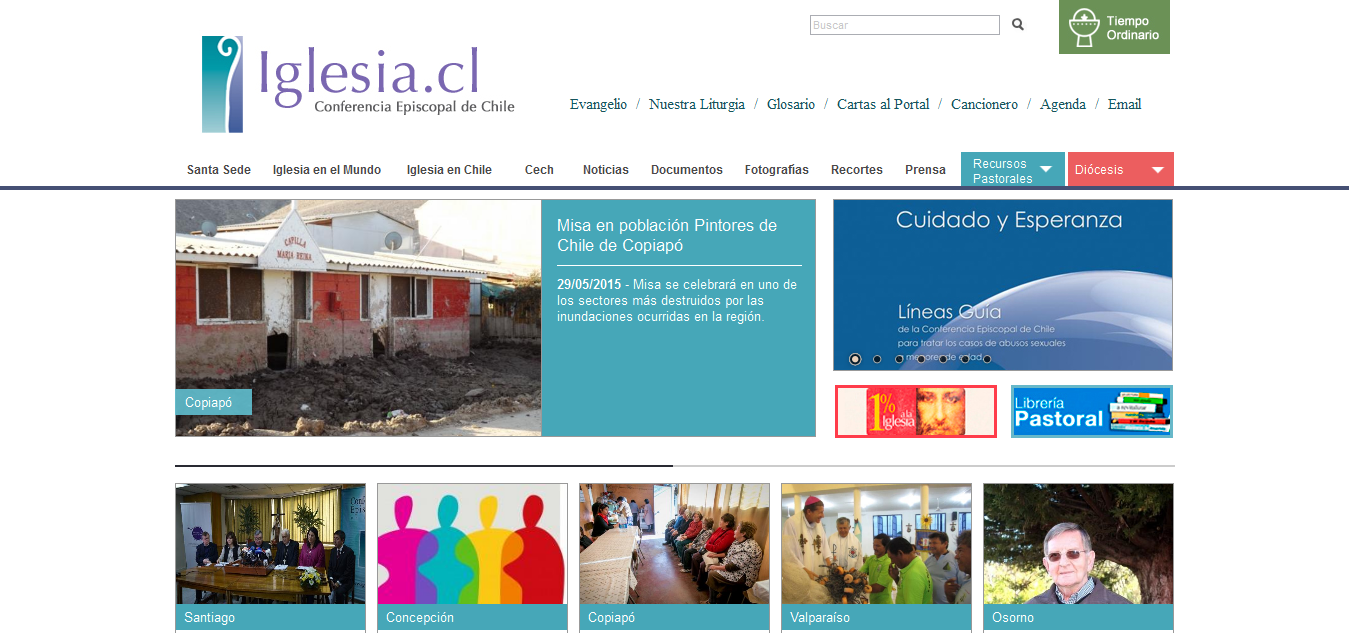 Buscar
Tiempo
Ordinario
Iglesia.cl
Conferencia Episcopal de Chile
Evangelio / Nuestra Liturgia / Glosario / Cartas al Portal / Cancionero / Agenda / Email
Santa Sede Iglesia en el Mundo Iglesia en Chile Cech Noticias Documentos Fotografías Recortes Prensa
Recursos
Pastorales
Diócesis
CAPILLA
MARIA REINA
Copiapó
Misa en población Pintores de
Chile de Copiapó
29/05/2015 - Misa se celebrará en uno de
los sectores más destruidos por las
inundaciones ocurridas en la región.
Cuidado y Esperanza
Líneas Guía
de la Conferencia Episcopal de Chile
para tratar los casos de abusos sexuales
a menores de edad
1% a la
Iglesia
Librería
Pastoral
Santiago
Concepción
Copiapó
Valparaíso
Osorno